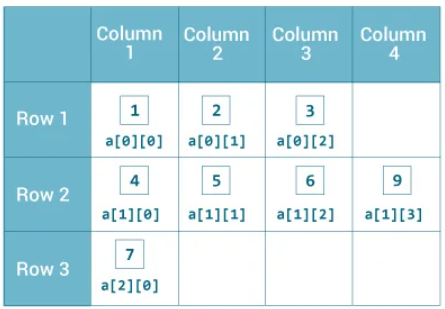 Column 1 Column 2 Column 3 Column 4
Row 1
1 2 3
a[0][0] a[0][1] a[0][2]
Row 2
4 5 6 9
a[1][0] a[1][1] a[1][2] a[1][3]
Row 3
7
a[2][0]